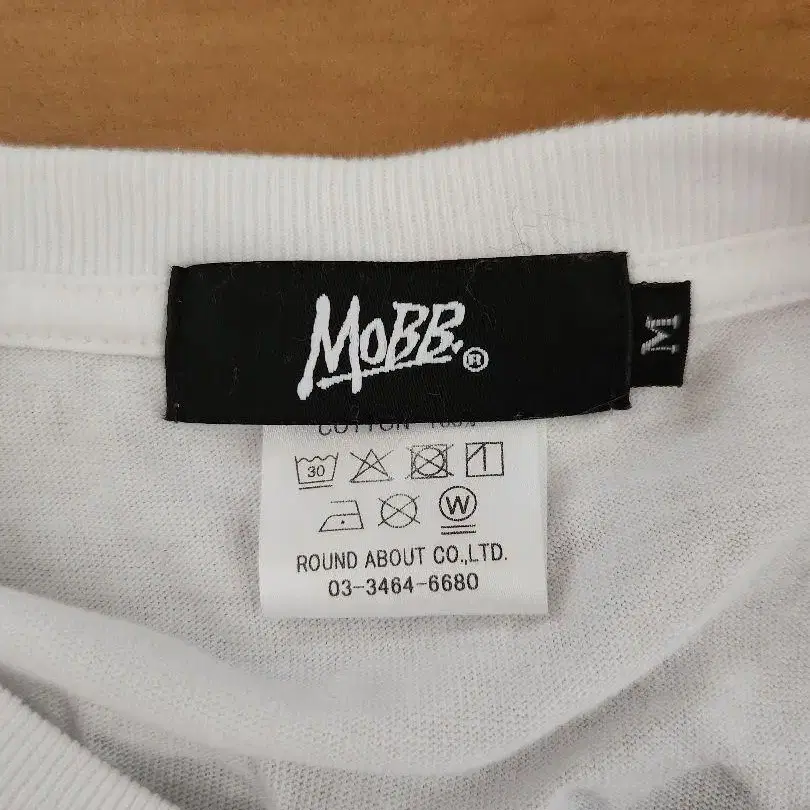 MOBB.®
M
COTTON 100%
30
W
ROUND ABOUT CO.,LTD.
03-3464-6680